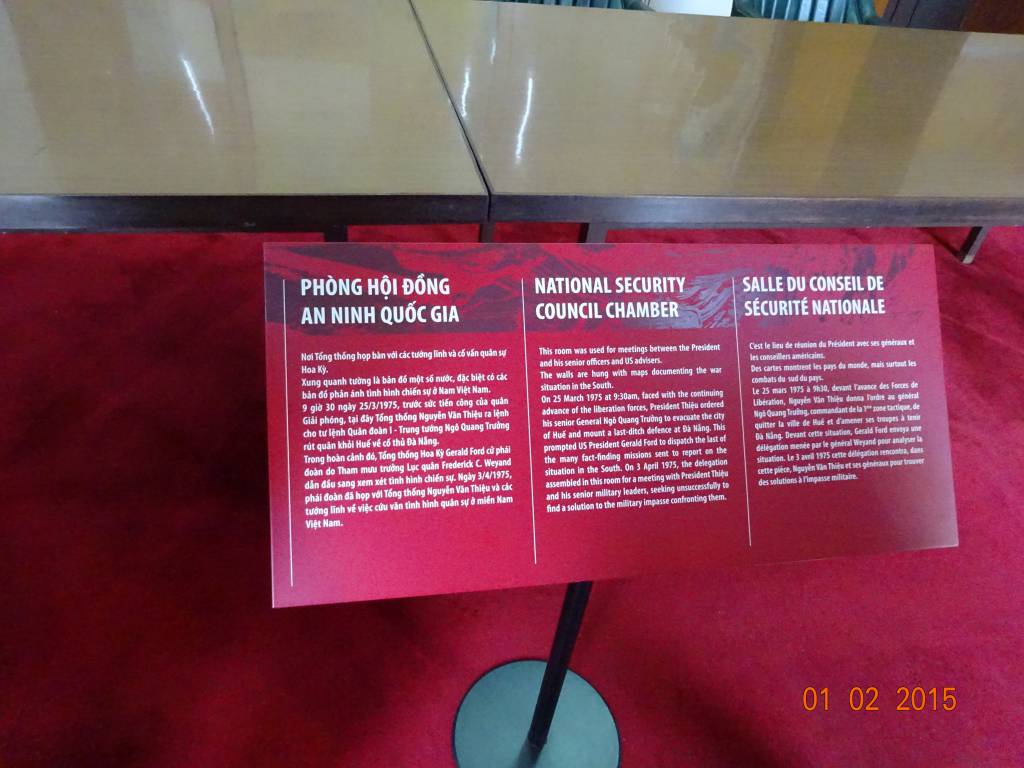 PHÒNG HỘI ĐỒNG
AN NINH QUỐC GIA
Nơi Tổng thống họp bàn với các tướng lĩnh và cố vấn quân sự
Hoa Kỳ.
Xung quanh tường là bản đồ một số nước, đặc biệt có các
bản đồ phản ánh tình hình chiến sự ở Nam Việt Nam.
9 giờ 30 ngày 25/3/1975, trước sức tiến công của quân
Giải phóng, tại đây Tổng thống Nguyễn Văn Thiệu ra lệnh
cho tư lệnh Quân đoàn I - Trung tướng Ngô Quang Trưởng
rút quân khỏi Huế về cố thủ Đà Nẵng.
Trong hoàn cảnh đó, Tổng thống Hoa Kỳ Gerald Ford cử phái
đoàn do Tham mưu trưởng Lục quân Frederick C. Weyand
dẫn đầu sang xem xét tình hình chiến sự. Ngày 3/4/1975,
phái đoàn đã họp với Tổng thống Nguyễn Văn Thiệu và các
tướng lĩnh về việc cứu vãn tình hình quân sự ở miền Nam
Việt Nam.
NATIONAL SECURITY
COUNCIL CHAMBER
This room was used for meetings between the President
and his senior officers and US advisers.
The walls are hung with maps documenting the war
situation in the South.
On 25 March 1975 at 9:30am, faced with the continuing
advance of the liberation forces, President Thiệu ordered
his senior General Ngô Quang Trưởng to evacuate the city
of Huế and mount a last-ditch defence at Đà Nẵng. This
prompted US President Gerald Ford to dispatch the last of
the many fact-finding missions sent to report on the
situation in the South. On 3 April 1975, the delegation
assembled in this room for a meeting with President Thiệu
and his senior military leaders, seeking unsuccessfully to
find a solution to the military impasse confronting them.
SALLE DU CONSEIL DE
SÉCURITÉ NATIONALE
C'est le lieu de réunion du Président avec ses généraux et
les conseillers américains.
Des cartes montrent les pays du monde, mais surtout les
combats du sud du pays.
Le 25 mars 1975 à 9h30, devant l'avance des Forces de
Libération, Nguyễn Văn Thiệu donna l'ordre au général
Ngô Quang Trưởng, commandant de la 1ère zone tactique, de
quitter la ville de Huế et d'amener ses troupes à tenir
Đà Nẵng. Devant cette situation, Gerald Ford envoya une
délégation menée par le général Weyand pour analyser la
situation. Le 3 avril 1975 cette délégation rencontra, dans
cette pièce, Nguyễn Văn Thiệu et ses généraux pour trouver
des solutions à l'impasse militaire.
01 02 2015